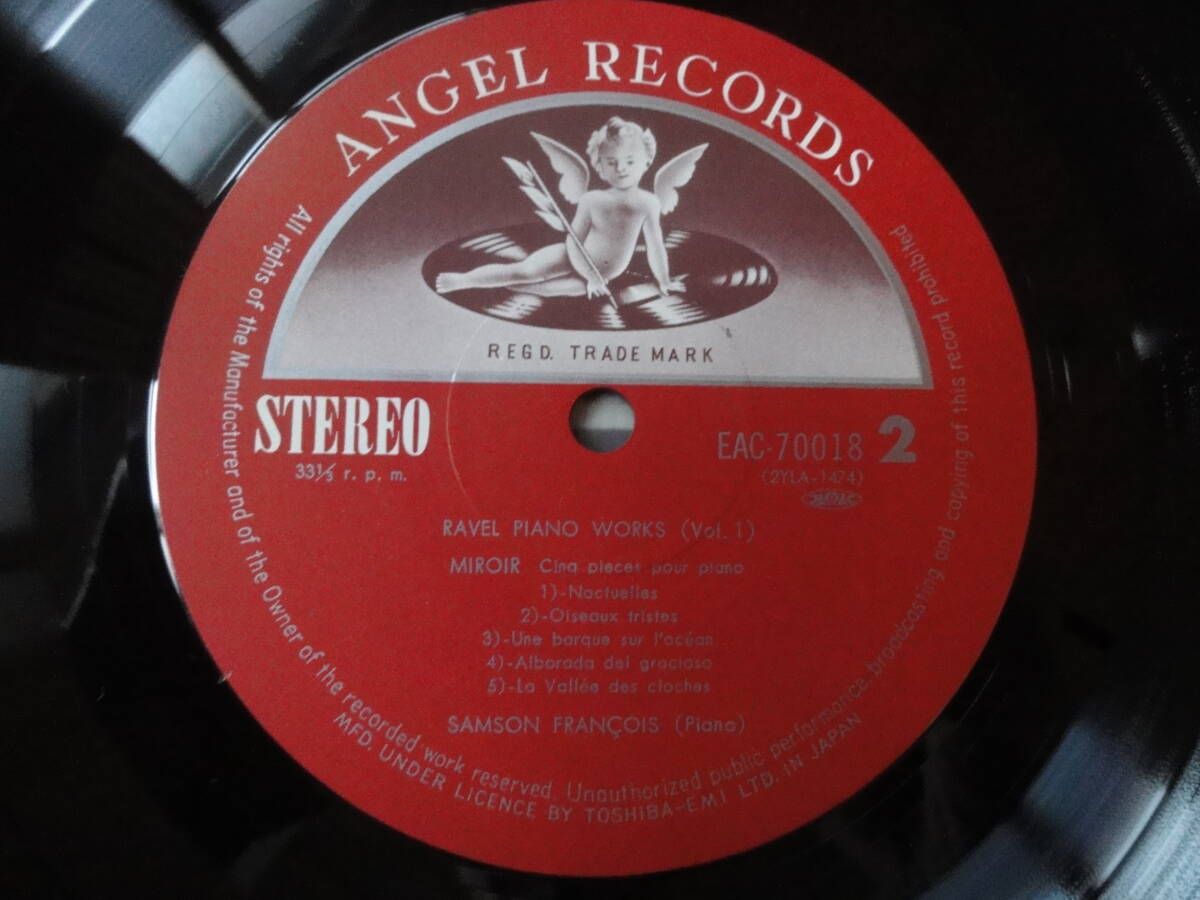 ANGEL RECORDS
REGD. TRADE MARK
STEREO
33 1/3 r. p. m.
EAC-70018 2
(2YLA-1474)
RAVEL PIANO WORKS (Vol. 1)
MIROIR Cinq pieces pour piano
1)-Noctuelles
2)-Oiseaux tristes
3)-Une barque sur l'océan
4)-Alborada del gracioso
5)-La Vallée des cloches
SAMSON FRANÇOIS (Piano)
All rights of the Manufacturer and of the Owner of the recorded work reserved. Unauthorized public performance, broadcasting and copying of this record prohibited
MFD. UNDER LICENCE BY TOSHIBA-EMI LTD. IN JAPAN